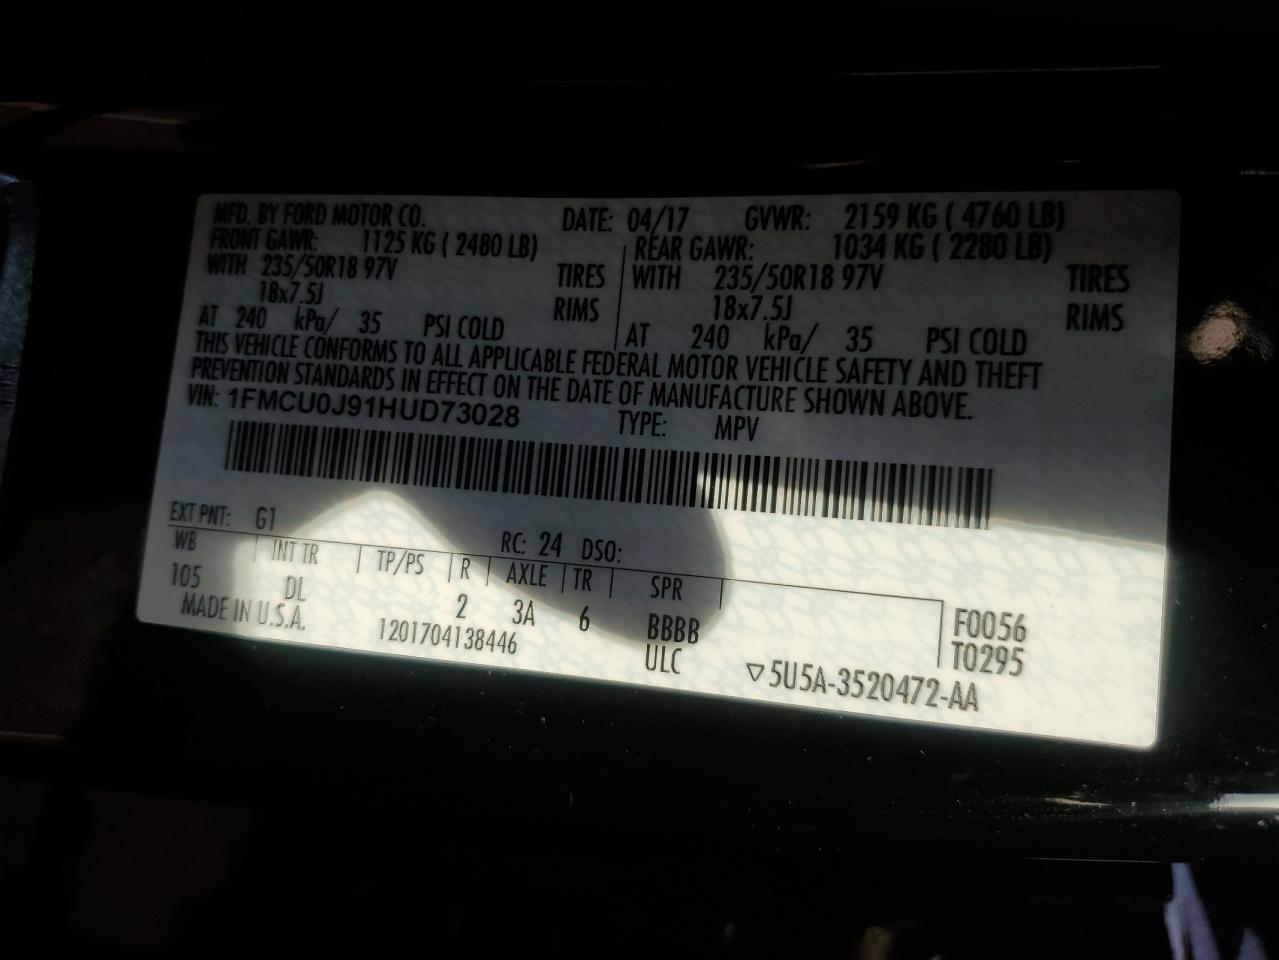 MFD. BY FORD MOTOR CO. DATE: 04/17 GVWR: 2159 KG ( 4760 LB)
FRONT GAWR: 1125 KG ( 2480 LB) REAR GAWR: 1034 KG ( 2280 LB)
WITH 235/50R18 97V TIRES WITH 235/50R18 97V TIRES
18x7.5J RIMS 18x7.5J RIMS
AT 240 kPa/ 35 PSI COLD AT 240 kPa/ 35 PSI COLD
THIS VEHICLE CONFORMS TO ALL APPLICABLE FEDERAL MOTOR VEHICLE SAFETY AND THEFT
PREVENTION STANDARDS IN EFFECT ON THE DATE OF MANUFACTURE SHOWN ABOVE.
VIN: 1FMCU0J91HUD73028 TYPE: MPV
EXT PNT: G1 RC: 24 DSO:
WB INT TR TP/PS R AXLE TR SPR
105 DL 2 3A 6 BBBB F0056
MADE IN U.S.A. 1201704138446 ULC T0295
▽5U5A-3520472-AA